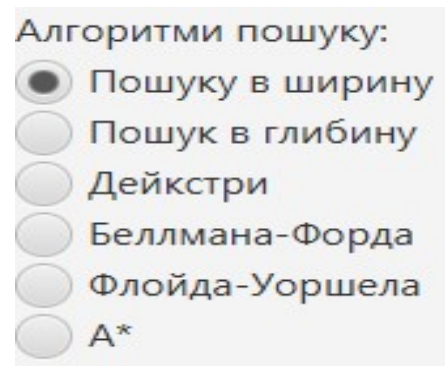 Алгоритми пошуку:
Пошуку в ширину
Пошук в глибину
Дейкстри
Беллмана-Форда
Флойда-Уоршела
А*